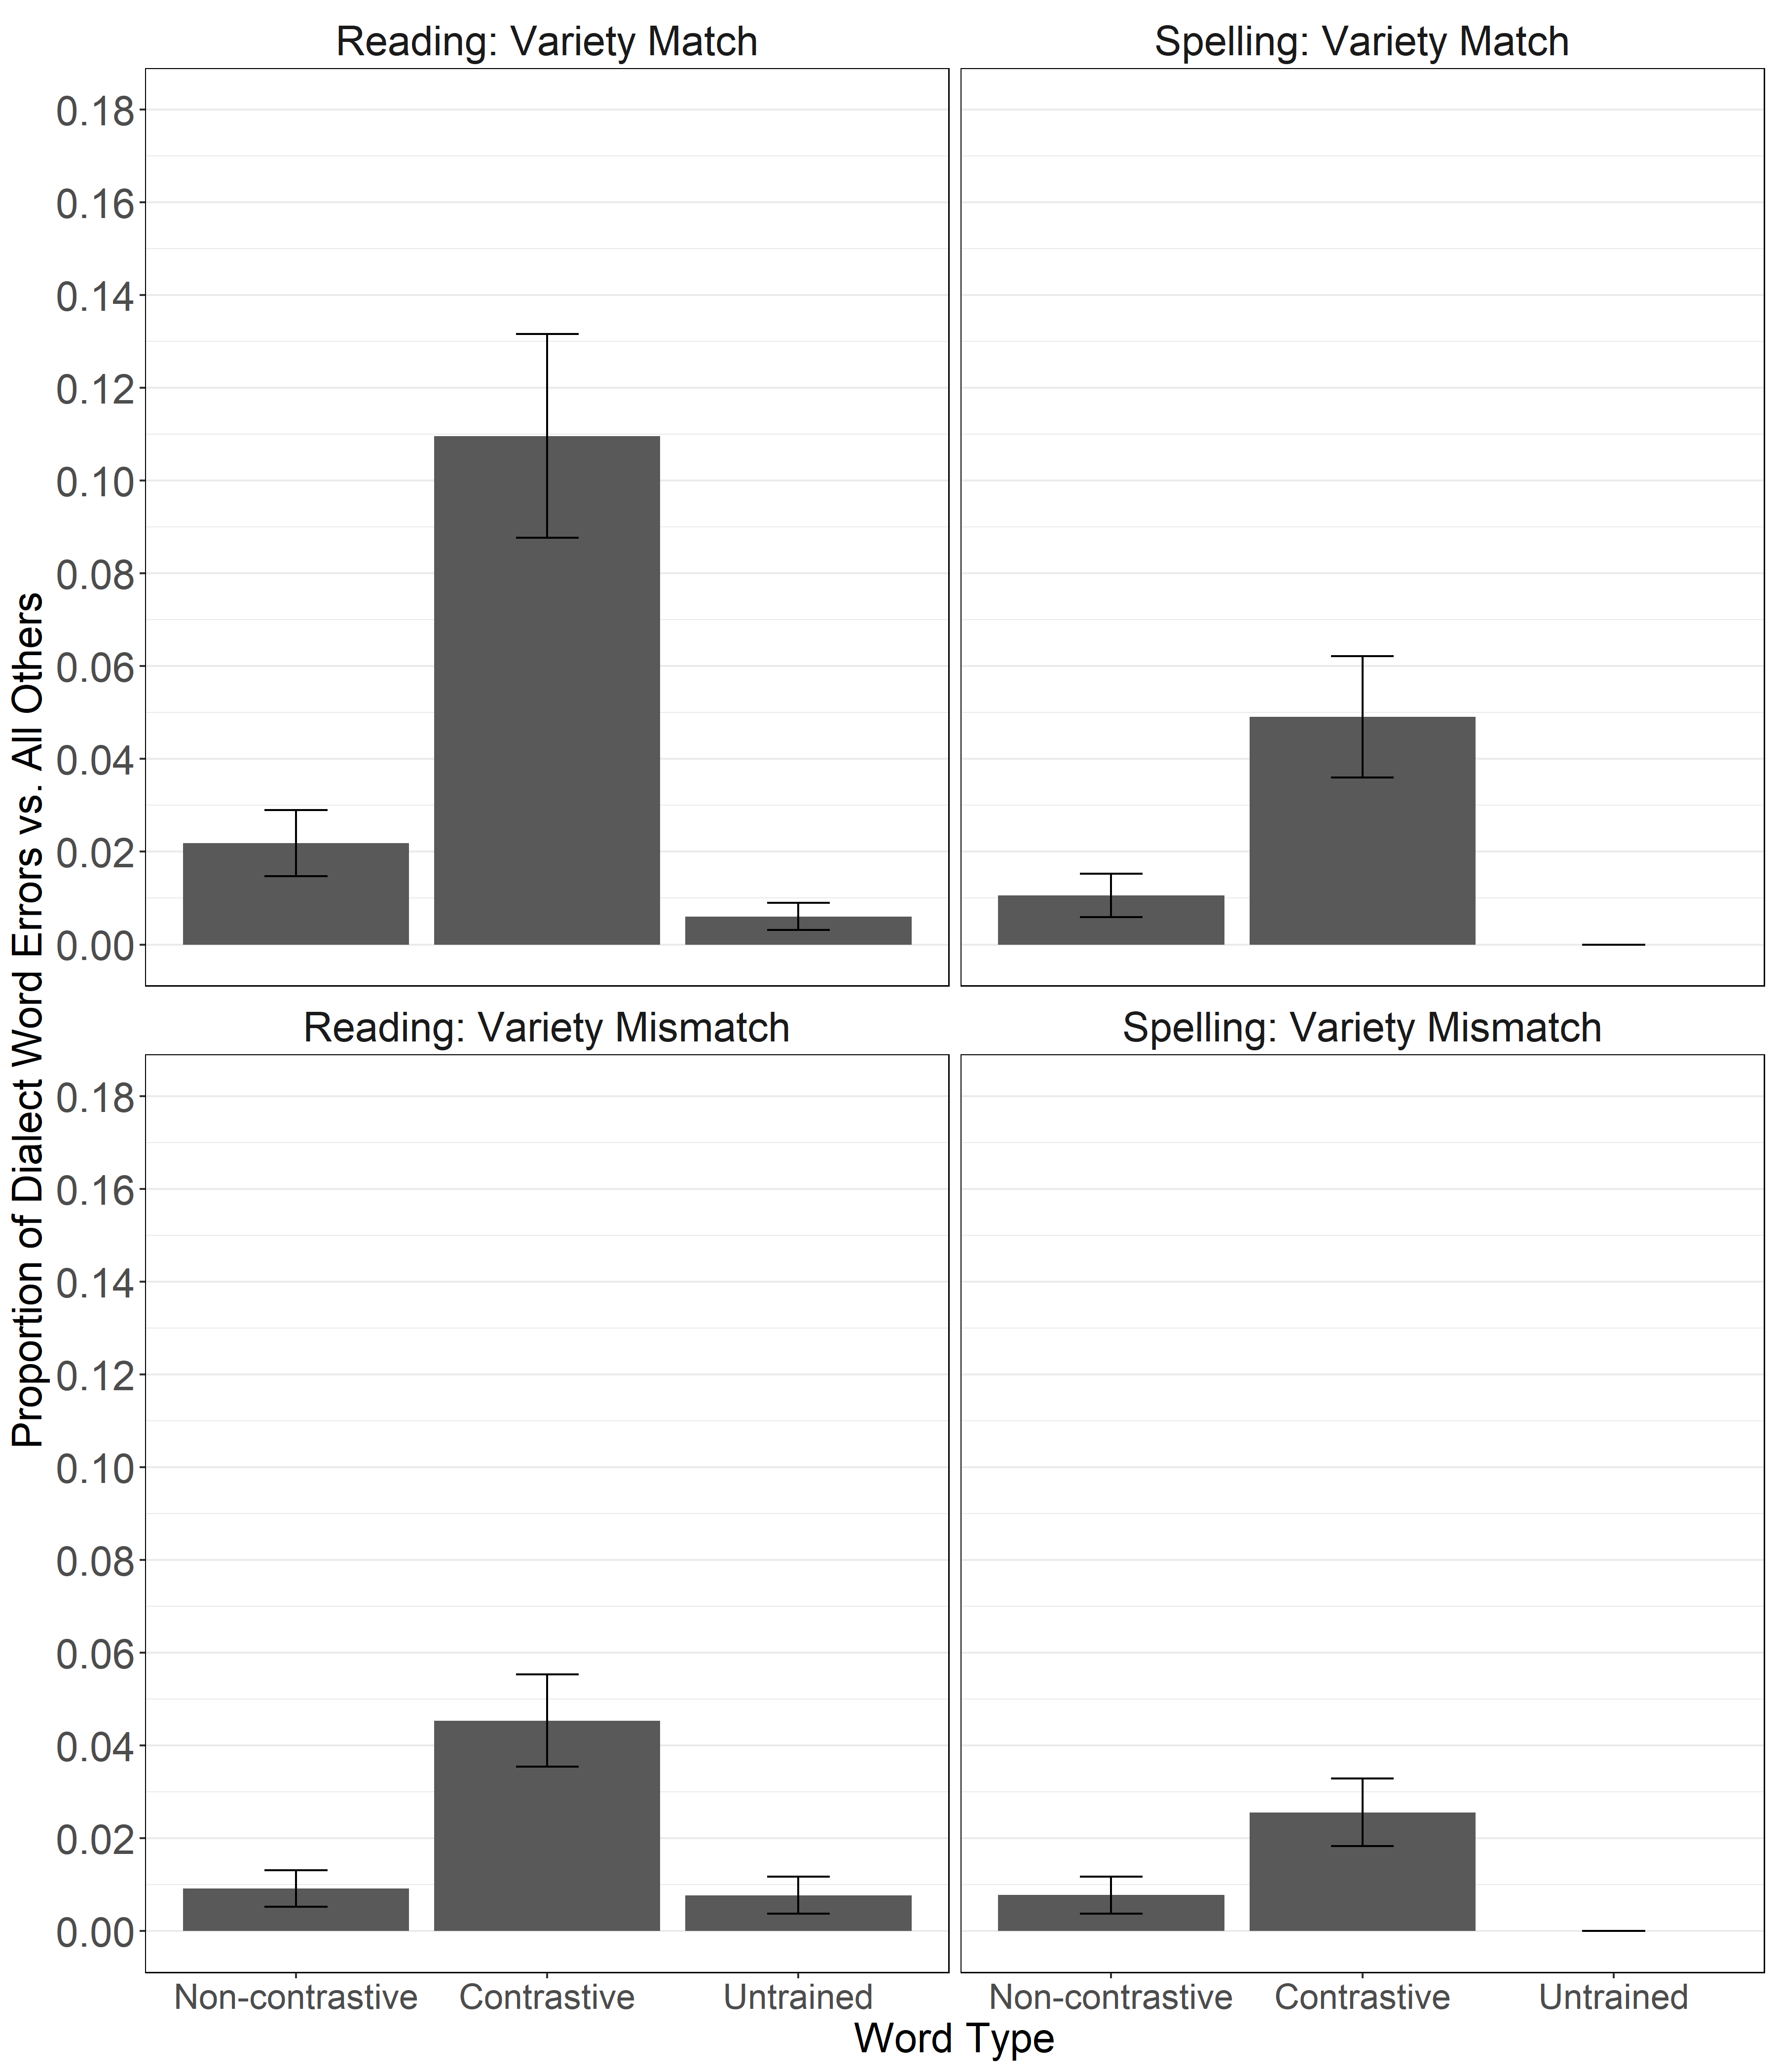 Reading: Variety Match
Spelling: Variety Match
0.18
0.16
0.14
0.12
0.10
0.08
0.06
0.04
0.02
0.00
Reading: Variety Mismatch
Spelling: Variety Mismatch
0.18
0.16
0.14
0.12
0.10
0.08
0.06
0.04
0.02
0.00
Proportion of Dialect Word Errors vs. All Others
Non-contrastive Contrastive Untrained
Non-contrastive Contrastive Untrained
Word Type